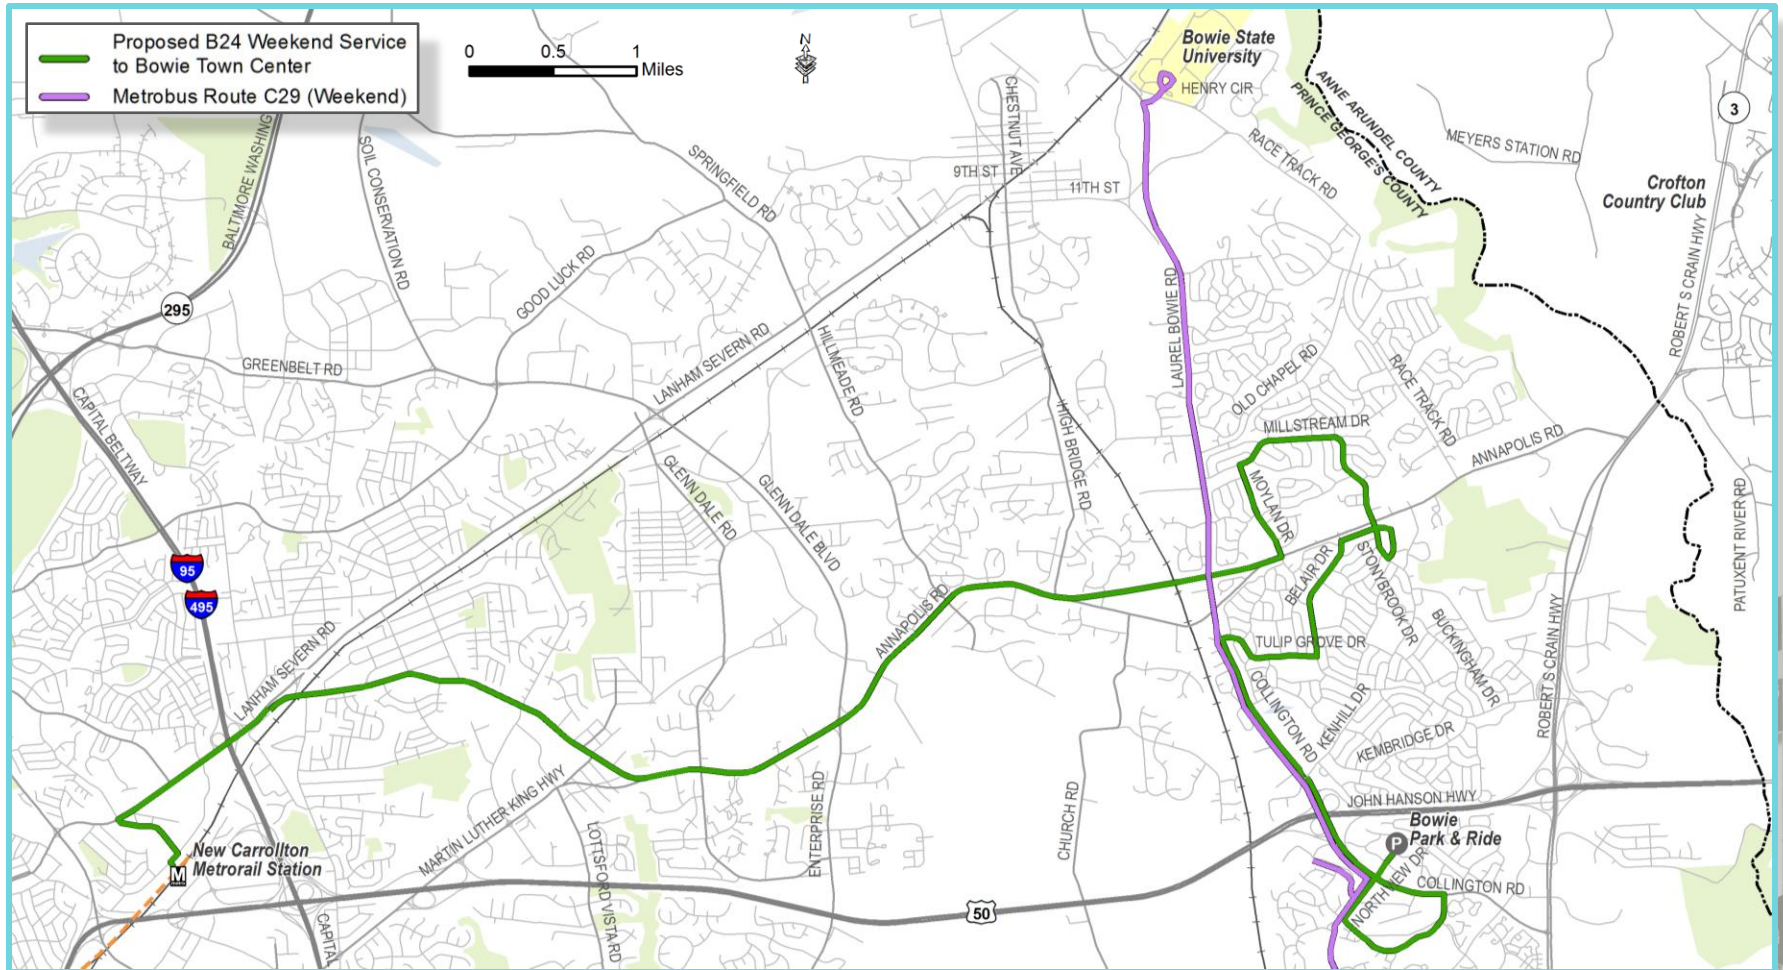 Proposed B24 Weekend Service
to Bowie Town Center
Metrobus Route C29 (Weekend)
0 0.5 1
Miles
N
Bowie State
University
HENRY CIR
ANNE ARUNDEL COUNTY
PRINCE GEORGE'S COUNTY
3
MEYERS STATION RD
Crofton
Country Club
ROBERT S CRAIN HWY
BALTIMORE WASHING
SOIL CONSERVATION RD
SPRINGFIELD RD
CHESTNUT AVE
9TH ST
11TH ST
RACE TRACK RD
GOOD LUCK RD
295
GREENBELT RD
LANHAM SEVERN RD
HILLMEADE RD
LAUREL BOWIE RD
OLD CHAPEL RD
RACE TRACK RD
CAPITAL BELTWAY
HIGH BRIDGE RD
MILLSTREAM DR
ANNAPOLIS RD
GLENN DALE RD
GLENN DALE BLVD
MOYLAN DR
PATUXENT RIVER RD
95
495
BELAIR DR
STONYBROOK DR
ANNAPOLIS RD
BUCKINGHAM DR
ROBERT S CRAIN HWY
LANHAM SEVERN RD
TULIP GROVE DR
COLLINGTON RD
KENHILL DR
KEMBRIDGE DR
MARTIN LUTHER KING HWY
ENTERPRISE RD
CHURCH RD
JOHN HANSON HWY
Bowie
Park & Ride
P
New Carrollton
Metrorail Station
M
LOTTSFORD VISTA RD
NORTHVIEW DR
COLLINGTON RD
50
CAPITAL